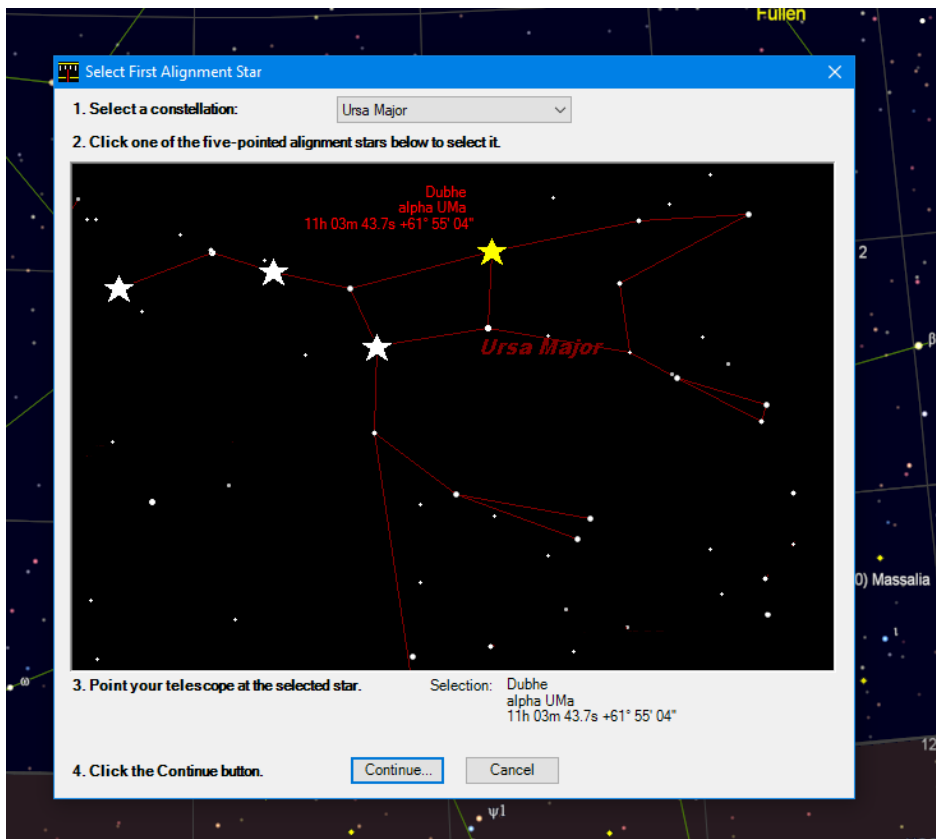 Fullen
Select First Alignment Star
1. Select a constellation:
Ursa Major
2. Click one of the five-pointed alignment stars below to select it.
Dubhe
alpha UMa
11h 03m 43.7s +61° 55' 04"
Ursa Major
2
β
0) Massalia
ι
ω
3. Point your telescope at the selected star.
Selection:
Dubhe
alpha UMa
11h 03m 43.7s +61° 55' 04"
12
4. Click the Continue button.
Continue...
Cancel
ψ1